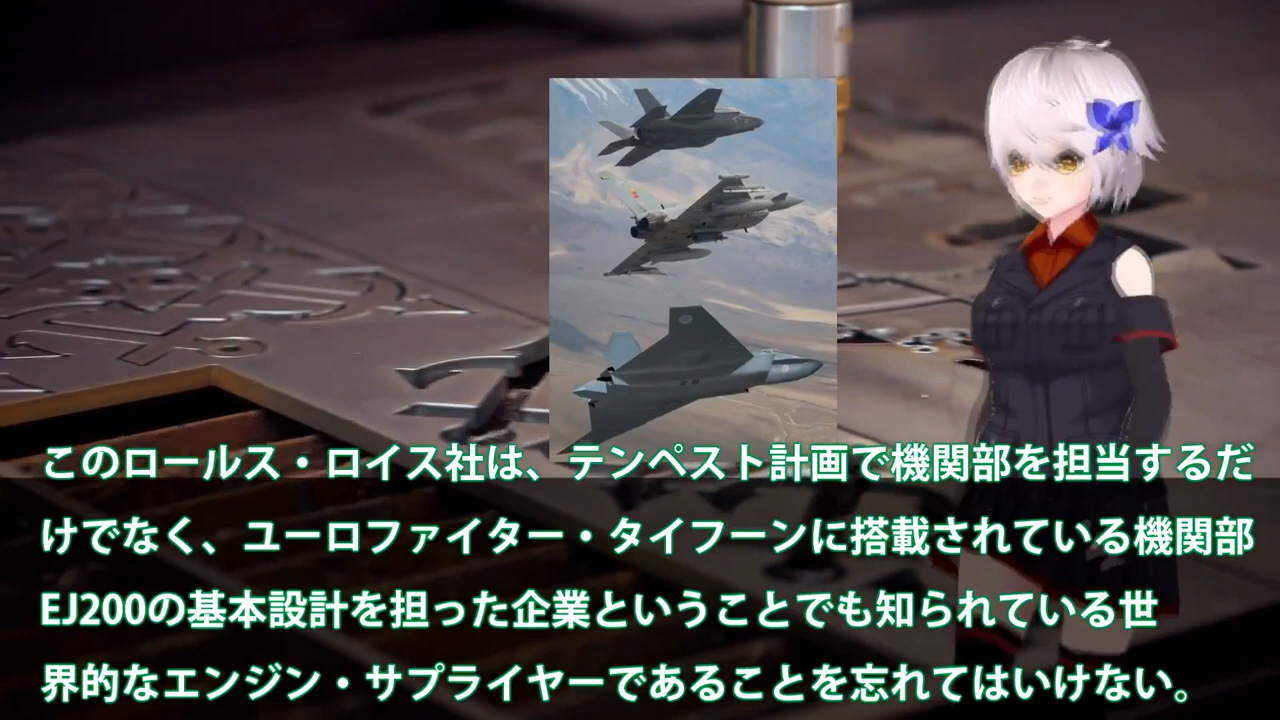 このロールス・ロイス社は、テンペスト計画で機関部を担当するだ
けでなく、ユーロファイター・タイフーンに搭載されている機関部
EJ200の基本設計を担った企業ということでも知られている世
界的なエンジン・サプライヤーであることを忘れてはいけない。